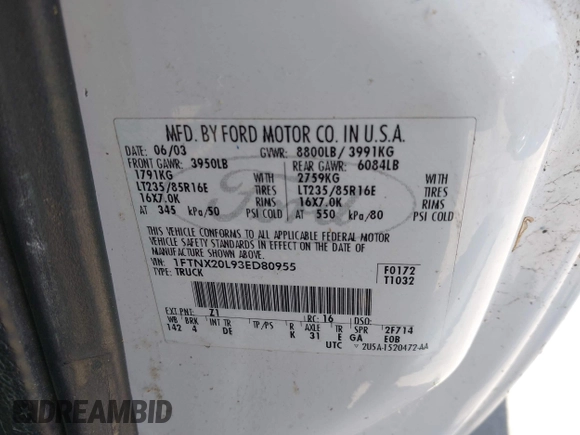 MFD. BY FORD MOTOR CO. IN U.S.A.
DATE: 06/03 GVWR: 8800LB/ 3991KG
FRONT GAWR: 3950LB REAR GAWR: 6084LB
1791KG WITH 2759KG WITH
LT235/85R16E TIRES LT235/85R16E TIRES
16X7.0K RIMS 16X7.0K RIMS
AT 345 kPa/50 PSI COLD AT 550 kPa/80 PSI COLD
THIS VEHICLE CONFORMS TO ALL APPLICABLE FEDERAL MOTOR
VEHICLE SAFETY STANDARDS IN EFFECT ON THE DATE OF
MANUFACTURE SHOWN ABOVE.
VIN: 1FTNX20L93ED80955 F0172
TYPE: TRUCK T1032
EXT PNT: Z1 RC: 16 DSO:
WB BRK INT TR TP/PS R AXLE TR SPR 2F714
142 4 DE K 31 E GA E0B
UTC 2U5A-1520472-AA
Ford
DREAMBID